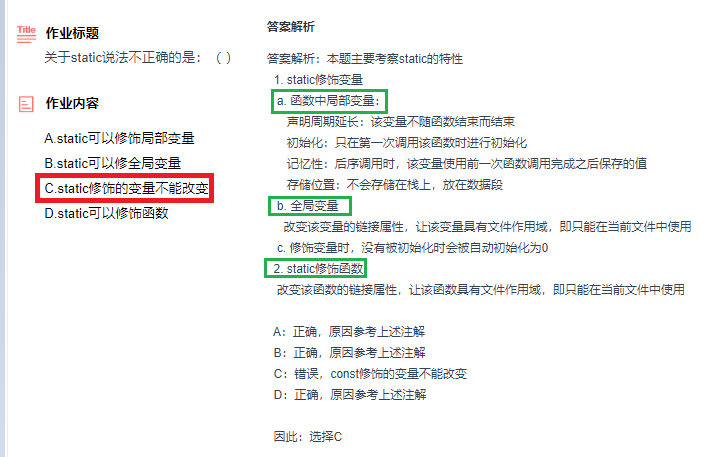 Title 作业标题
关于static说法不正确的是：（ ）
作业内容
A.static可以修饰局部变量
B.static可以修全局变量
C.static修饰的变量不能改变
D.static可以修饰函数
答案解析
答案解析：本题主要考察static的特性
1. static修饰变量
a. 函数中局部变量：
声明周期延长：该变量不随函数结束而结束
初始化：只在第一次调用该函数时进行初始化
记忆性：后序调用时，该变量使用前一次函数调用完成之后保存的值
存储位置：不会存储在栈上，放在数据段
b. 全局变量
改变该变量的链接属性，让该变量具有文件作用域，即只能在当前文件中使用
c. 修饰变量时，没有被初始化时会被自动初始化为0
2. static修饰函数
改变该函数的链接属性，让该函数具有文件作用域，即只能在当前文件中使用
A：正确，原因参考上述注解
B：正确，原因参考上述注解
C：错误，const修饰的变量不能改变
D：正确，原因参考上述注解
因此：选择C